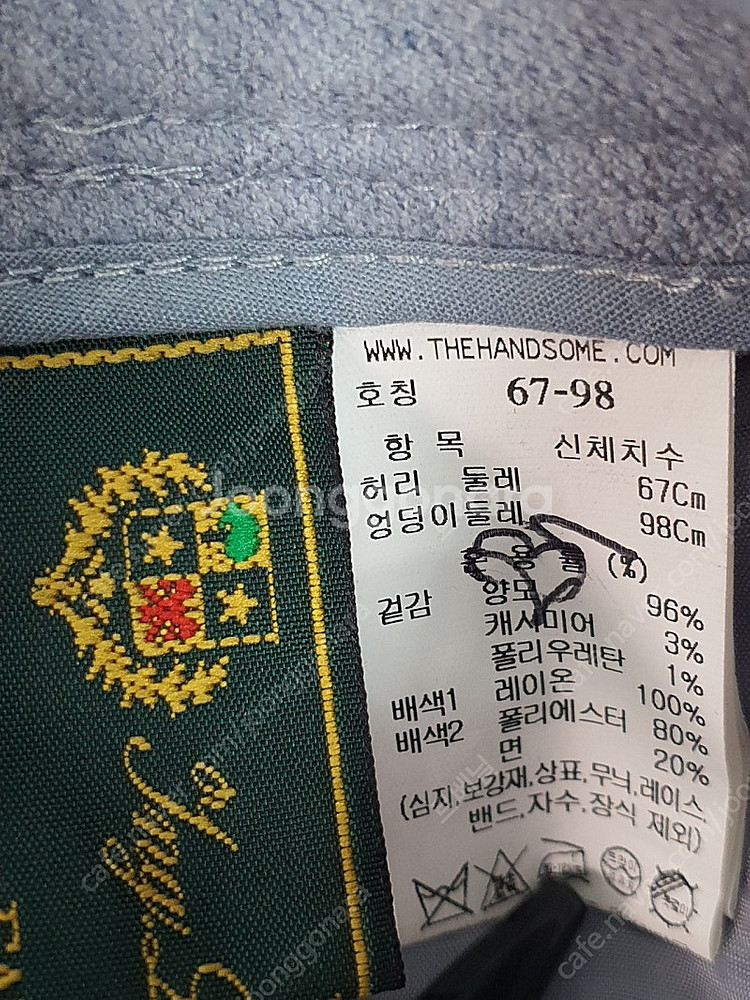 WWW.THEHANDSOME.COM
호칭 67-98
항 목 신체치수
허리 둘레 67Cm
엉덩이둘레 98Cm
혼 용 률 (%)
겉감 양모 96%
캐시미어 3%
폴리우레탄 1%
배색1 레이온 100%
배색2 폴리에스터 80%
면 20%
(심지,보강재,상표,무늬,레이스,
밴드,자수,장식 제외)
Joonggonara